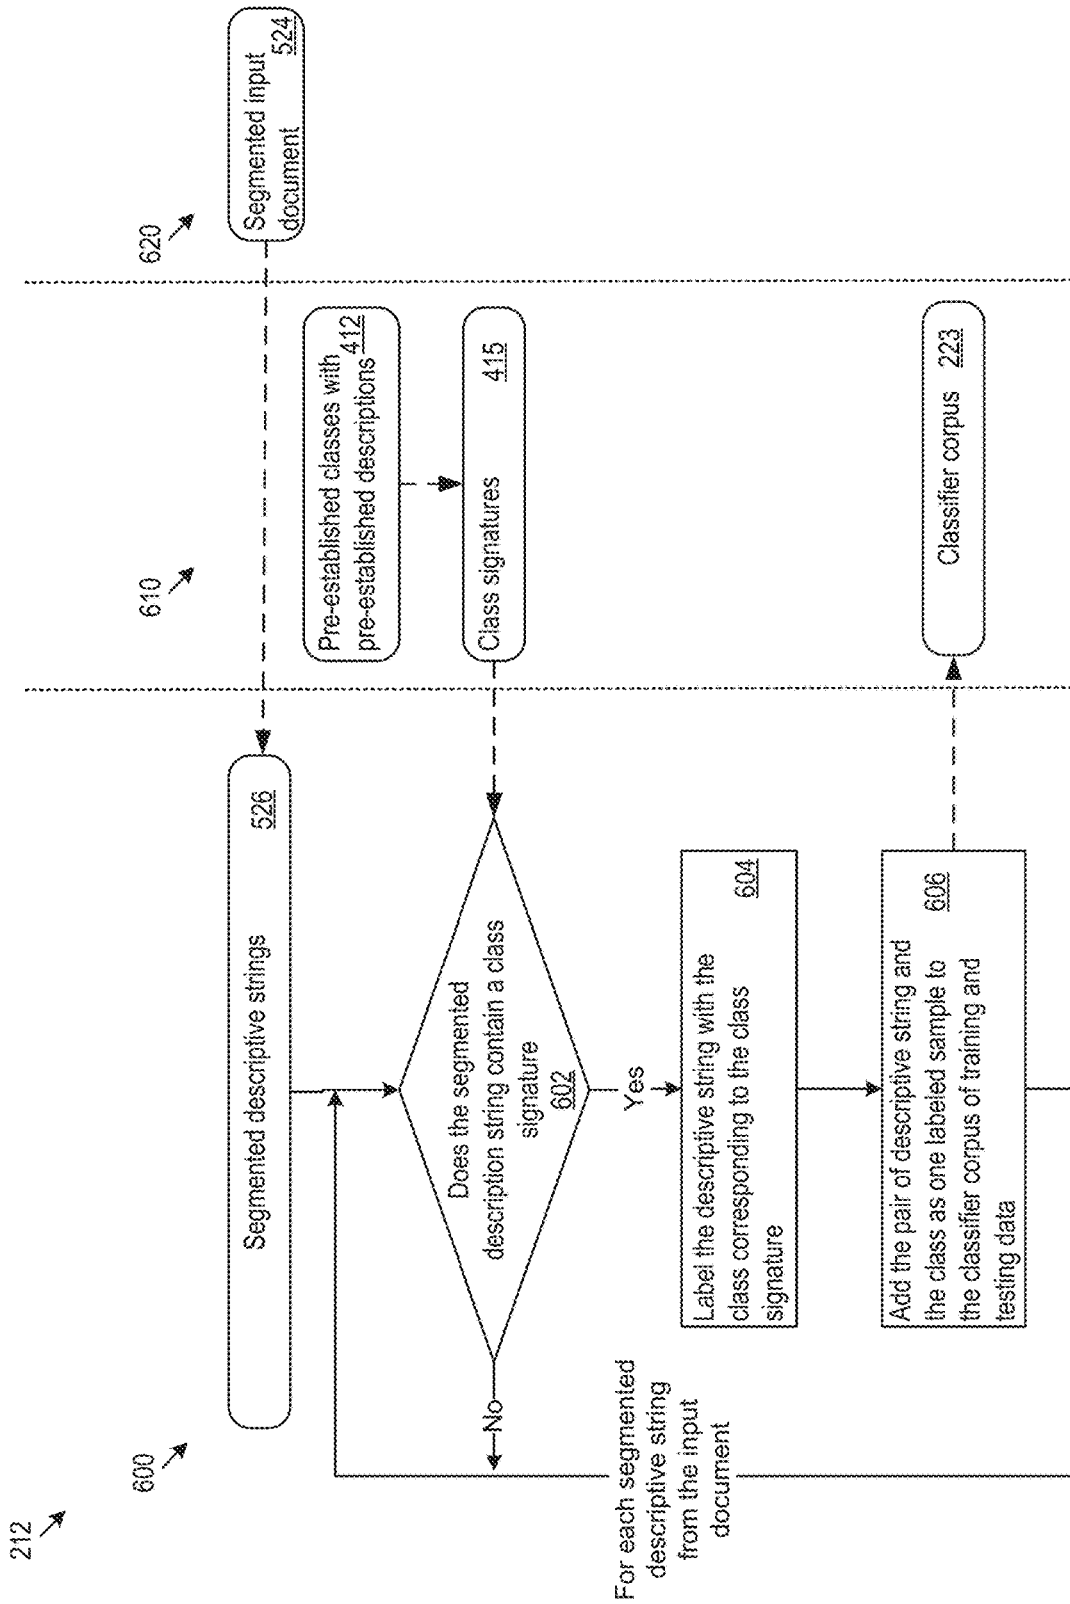 212
600
610
620
Segmented descriptive strings 526
Segmented input
document 524
Pre-established classes with
pre-established descriptions 412
Class signatures 415
Does the segmented
description string contain a class
signature
602
No
Yes
Label the descriptive string with the
class corresponding to the class 604
signature
Add the pair of descriptive string and
the class as one labeled sample to 606
the classifier corpus of training and
testing data
Classifier corpus 223
For each segmented
descriptive string
from the input
document